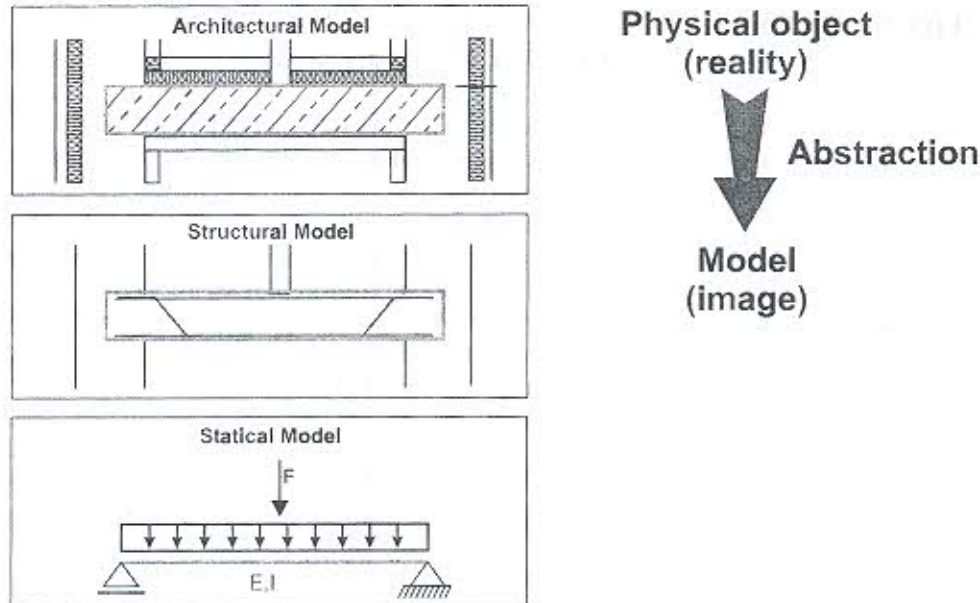 Architectural Model
Structural Model
Statical Model
F
E,I
Physical object
(reality)
Abstraction
Model
(image)